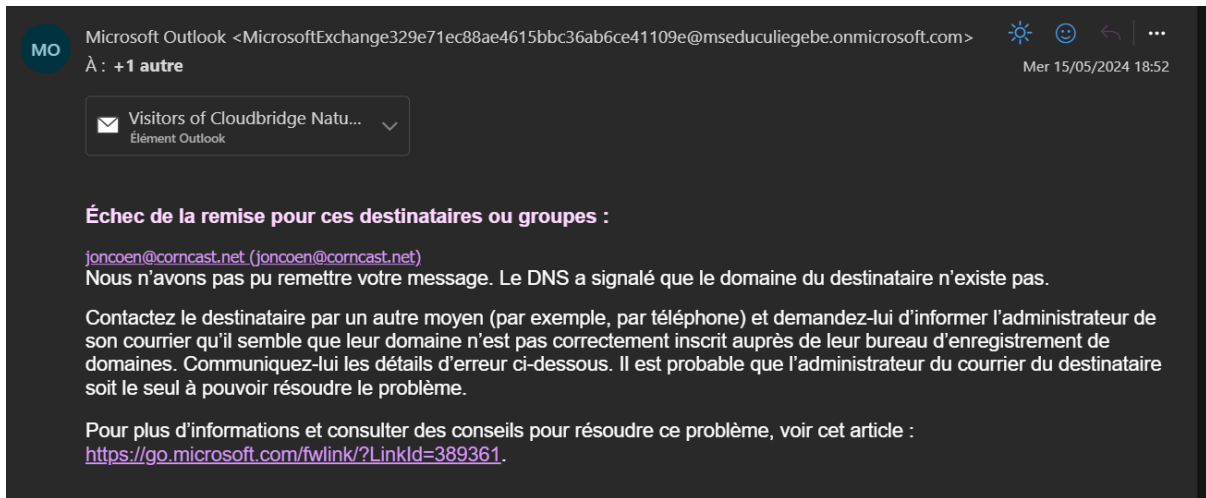 MO
Microsoft Outlook <MicrosoftExchange329e71ec88ae4615bbc36ab6ce41109e@mseduculiegebe.onmicrosoft.com>
À : +1 autre
Mer 15/05/2024 18:52
Visitors of Cloudbridge Natu...
Élément Outlook
Échec de la remise pour ces destinataires ou groupes :
joncoen@corncast.net (joncoen@corncast.net)
Nous n’avons pas pu remettre votre message. Le DNS a signalé que le domaine du destinataire n’existe pas.
Contactez le destinataire par un autre moyen (par exemple, par téléphone) et demandez-lui d’informer l’administrateur de
son courrier qu’il semble que leur domaine n’est pas correctement inscrit auprès de leur bureau d’enregistrement de
domaines. Communiquez-lui les détails d’erreur ci-dessous. Il est probable que l’administrateur du courrier du destinataire
soit le seul à pouvoir résoudre le problème.
Pour plus d’informations et consulter des conseils pour résoudre ce problème, voir cet article :
https://go.microsoft.com/fwlink/?LinkId=389361.